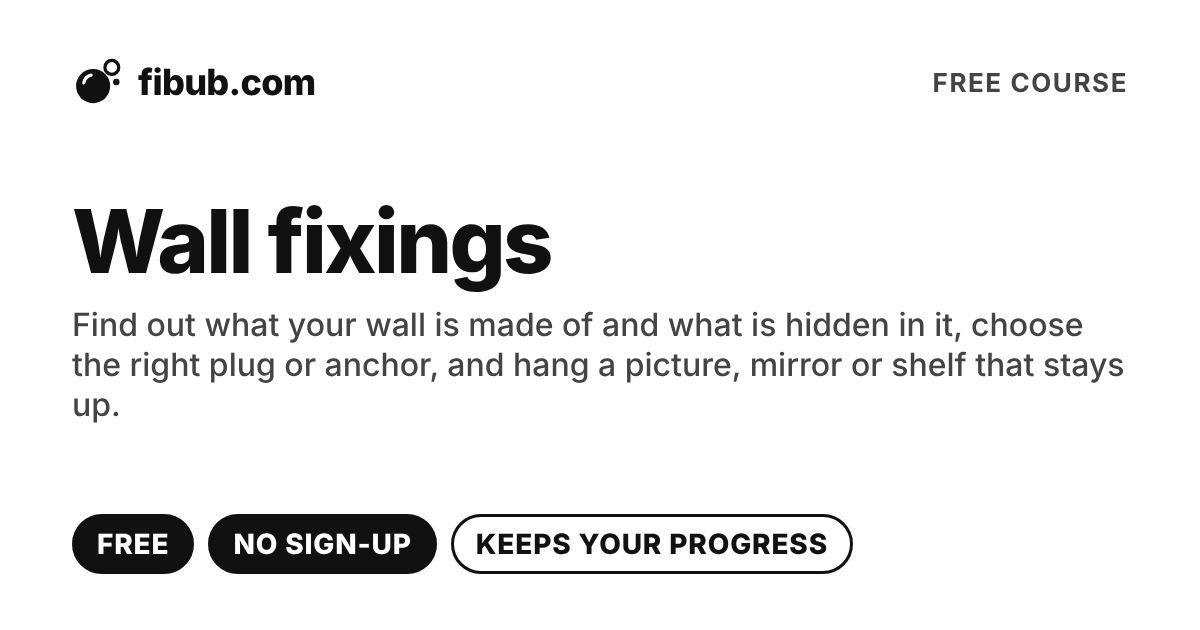 fibub.com
FREE COURSE
Wall fixings
Find out what your wall is made of and what is hidden in it, choose
the right plug or anchor, and hang a picture, mirror or shelf that stays
up.
FREE
NO SIGN-UP
KEEPS YOUR PROGRESS